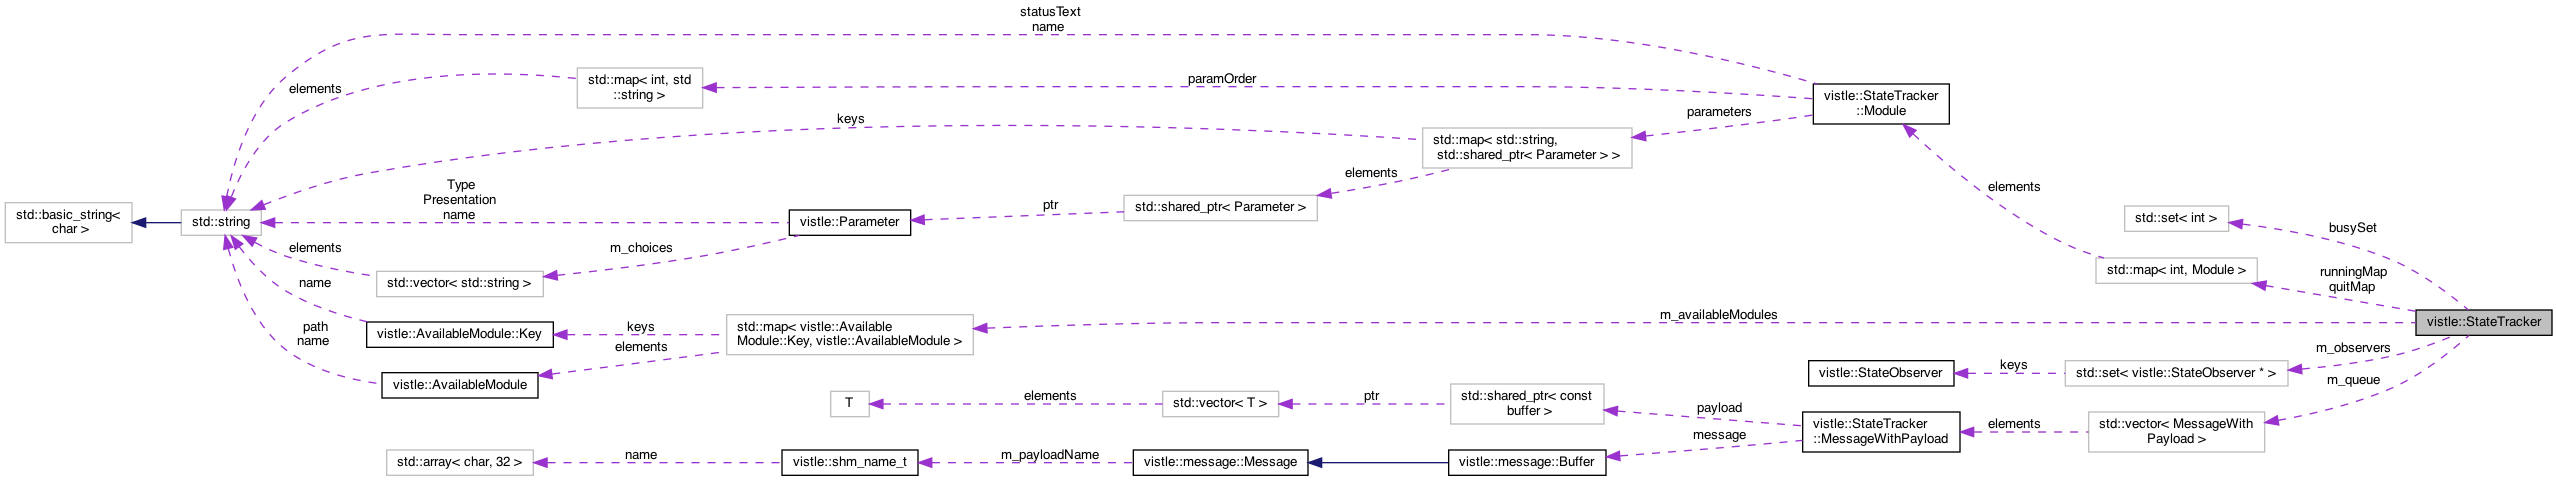 statusText
name
std::map< int, std
::string >
elements
paramOrder
vistle::StateTracker
::Module
keys
parameters
std::map< std::string,
std::shared_ptr< Parameter > >
elements
Type
Presentation
name
elements
std::basic_string<
char >
std::string
vistle::Parameter
ptr
std::shared_ptr< Parameter >
std::set< int >
busySet
elements
m_choices
std::vector< std::string >
name
std::map< int, Module >
runningMap
quitMap
path
name
vistle::AvailableModule::Key
keys
elements
std::map< vistle::Available
Module::Key, vistle::AvailableModule >
m_availableModules
vistle::StateTracker
vistle::AvailableModule
vistle::StateObserver
keys
std::set< vistle::StateObserver * >
m_observers
m_queue
T
elements
std::vector< T >
ptr
std::shared_ptr< const
buffer >
payload
message
vistle::StateTracker
::MessageWithPayload
elements
std::vector< MessageWith
Payload >
std::array< char, 32 >
name
vistle::shm_name_t
m_payloadName
vistle::message::Message
vistle::message::Buffer